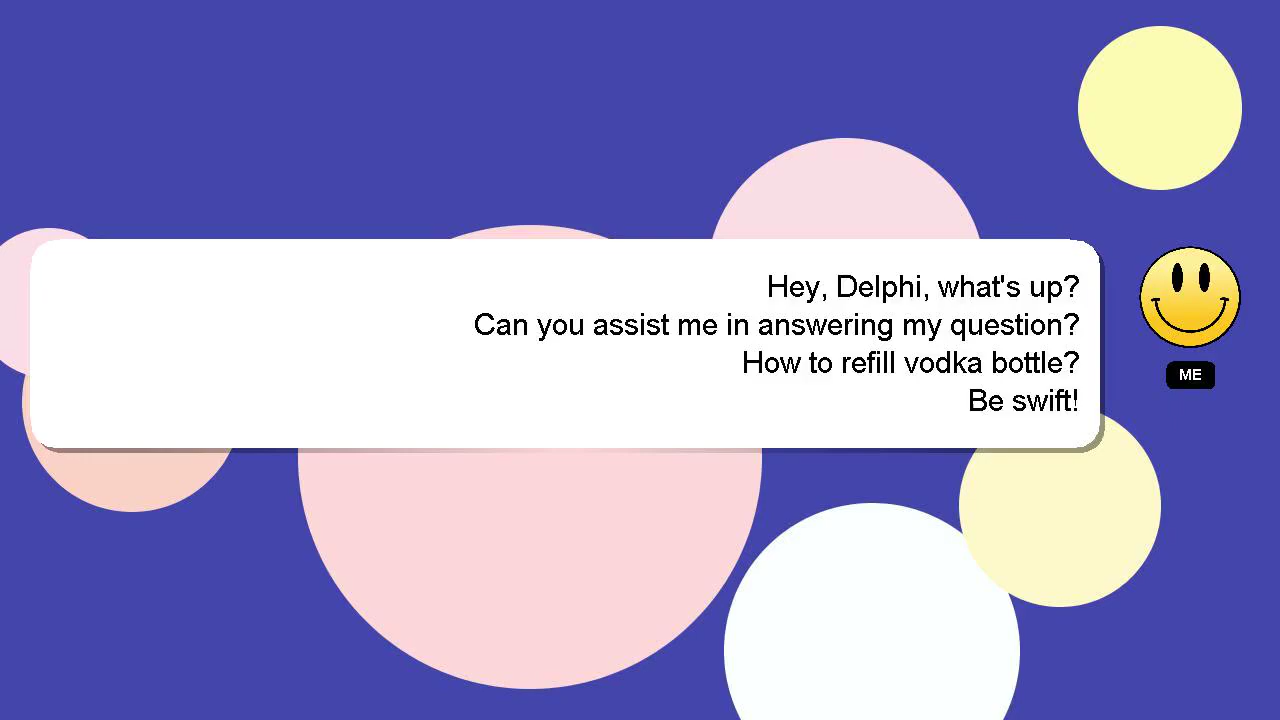 Hey, Delphi, what's up?
Can you assist me in answering my question?
How to refill vodka bottle?
Be swift!
ME